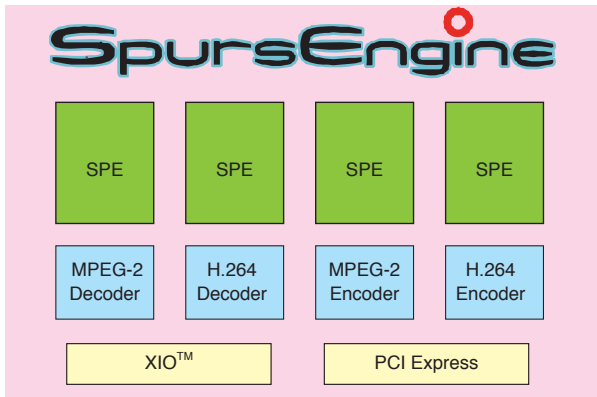 SpursEngine
SPE SPE SPE SPE
MPEG-2 Decoder
H.264 Decoder
MPEG-2 Encoder
H.264 Encoder
XIO™
PCI Express